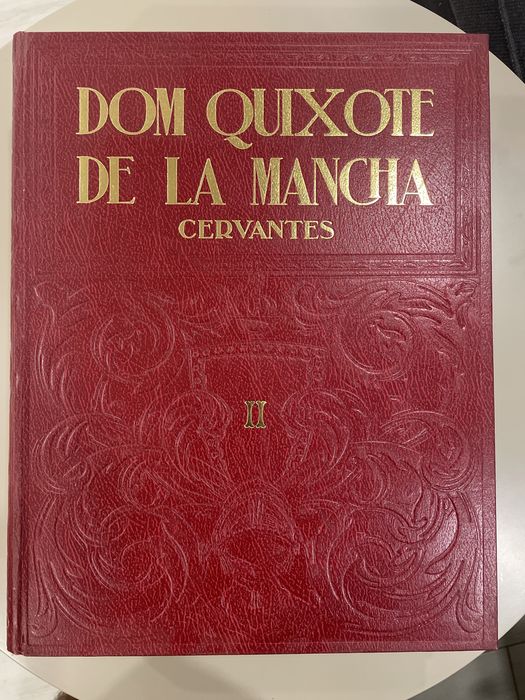 DOM QUIXOTE
DE LA MANCHA
CERVANTES
II